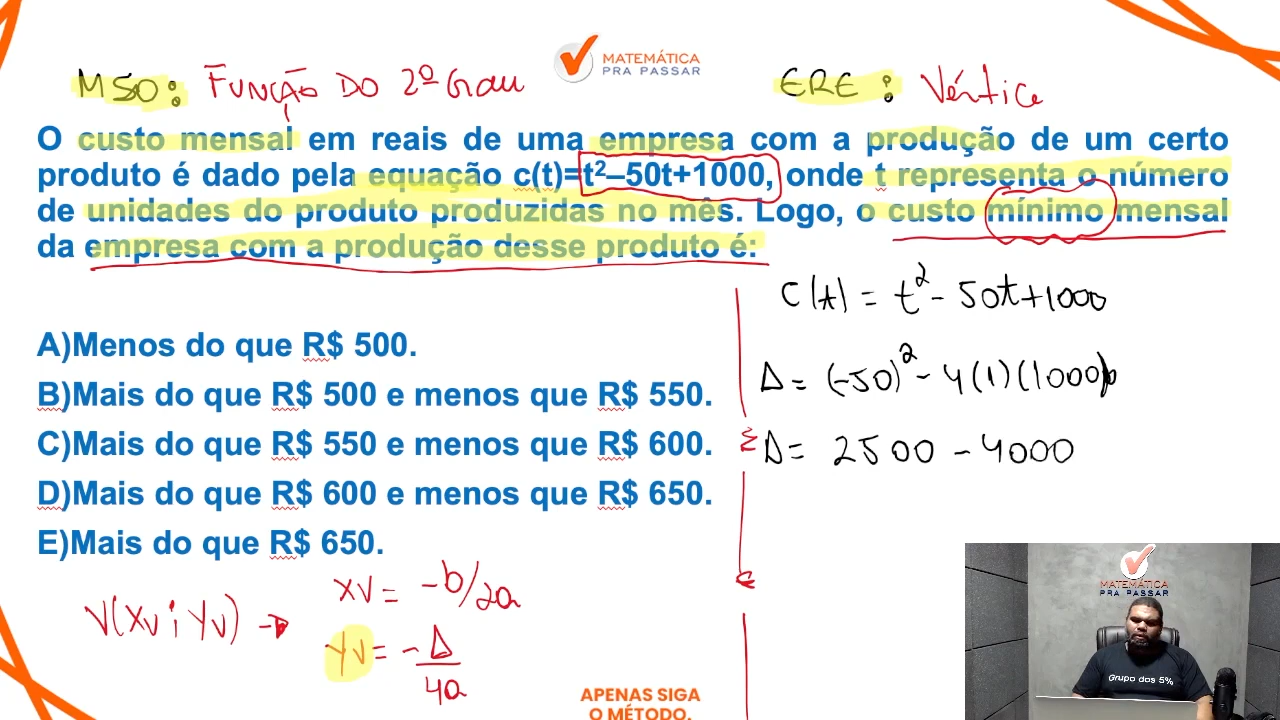 MATEMÁTICA
PRA PASSAR
MSO: FUNÇÃO DO 2º Grau
ERE: Vértice
O custo mensal em reais de uma empresa com a produção de um certo
produto é dado pela equação c(t)=t²–50t+1000, onde t representa o número
de unidades do produto produzidas no mês. Logo, o custo mínimo mensal
da empresa com a produção desse produto é:
A)Menos do que R$ 500.
B)Mais do que R$ 500 e menos que R$ 550.
C)Mais do que R$ 550 e menos que R$ 600.
D)Mais do que R$ 600 e menos que R$ 650.
E)Mais do que R$ 650.
V(XV; YV) →
XV = -b/2a
YV = -Δ/4a
C(t) = t² - 50t + 1000
Δ = (-50)² - 4(1)(1000)
Δ = 2500 - 4000
MATEMÁTICA
PRA PASSAR
Grupo dos 5%
APENAS SIGA
O MÉTODO.